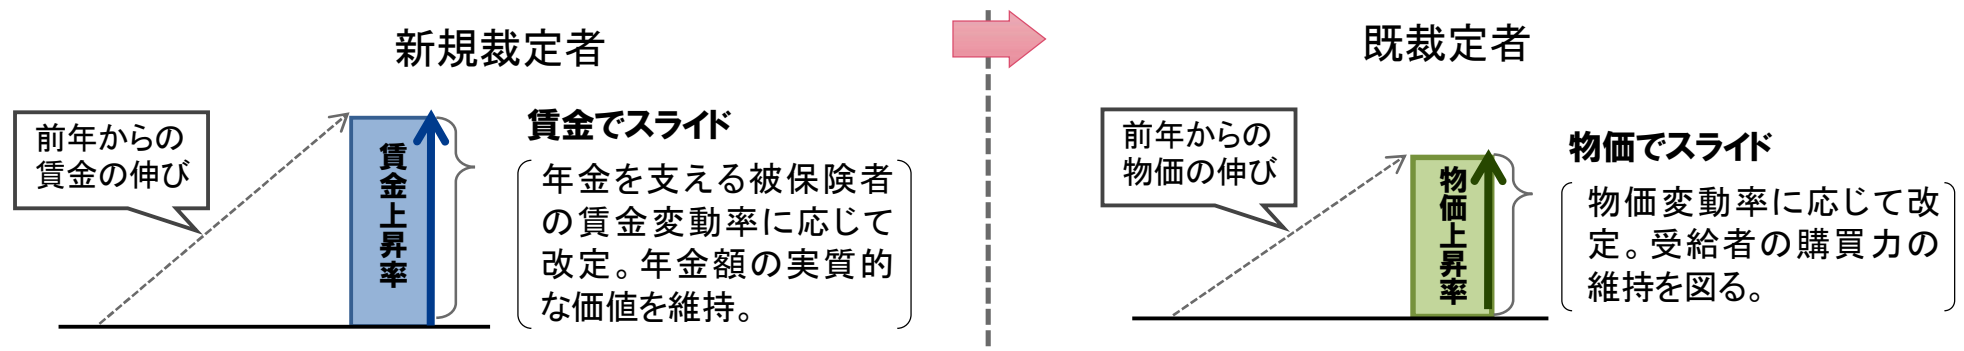 新規裁定者
前年からの
賃金の伸び
賃金上昇率
賃金でスライド
年金を支える被保険者
の賃金変動率に応じて
改定。年金額の実質的
な価値を維持。
既裁定者
前年からの
物価の伸び
物価上昇率
物価でスライド
物価変動率に応じて改
定。受給者の購買力の
維持を図る。